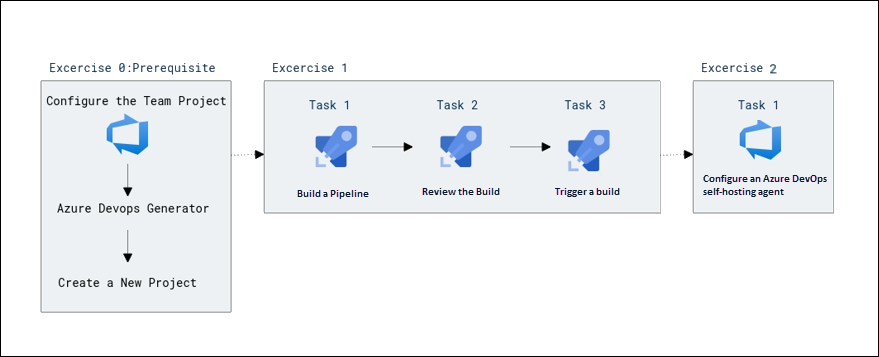 Excercise 0:Prerequisite
Configure the Team Project
Azure Devops Generator
Create a New Project
Excercise 1
Task 1
Build a Pipeline
Task 2
Review the Build
Task 3
Trigger a build
Excercise 2
Task 1
Configure an Azure DevOps
self-hosting agent